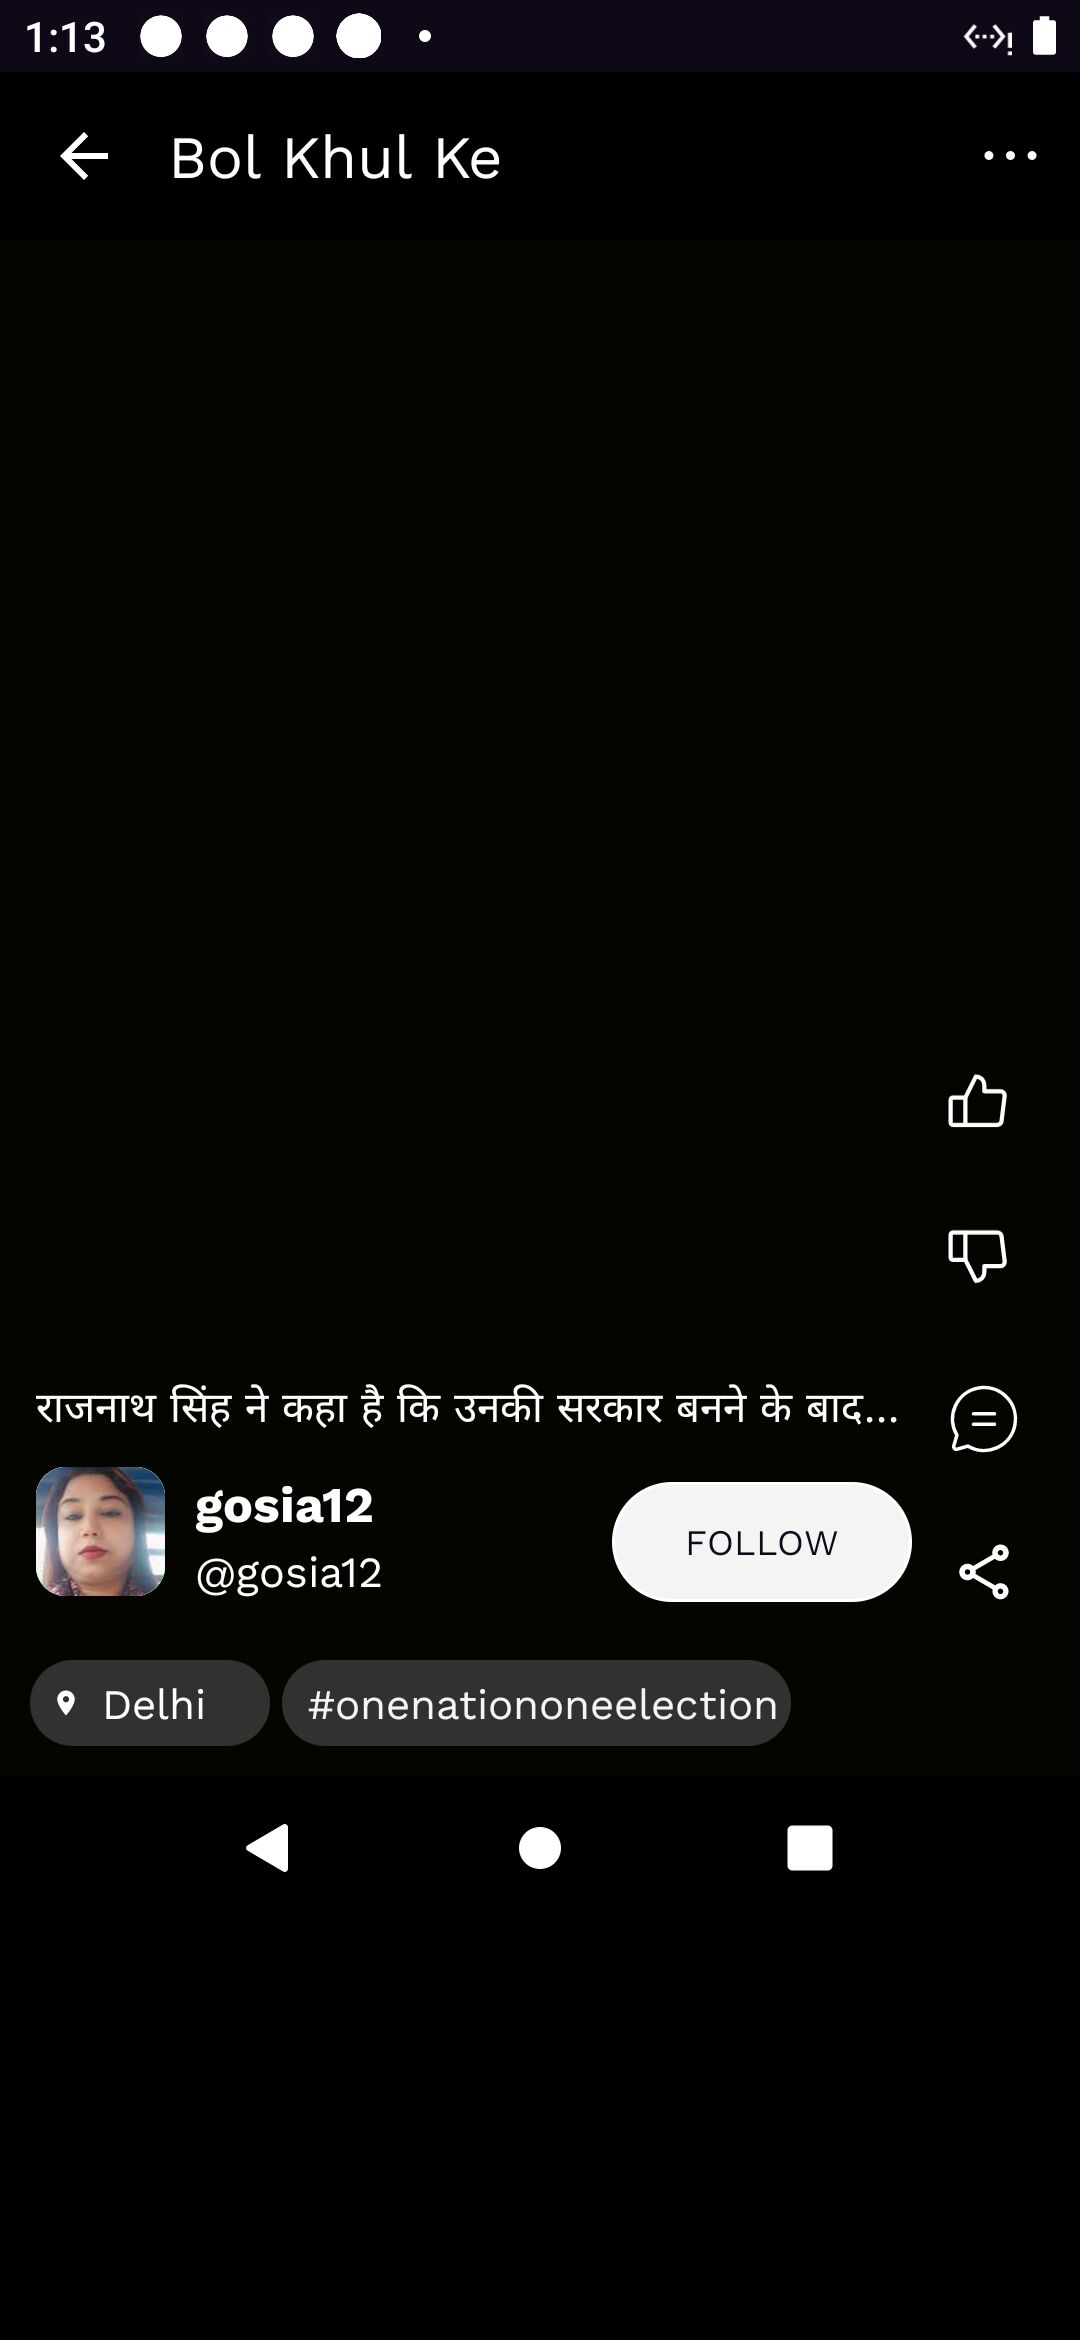 1:13
Bol Khul Ke
राजनाथ सिंह ने कहा है कि उनकी सरकार बनने के बाद...
gosia12
@gosia12
FOLLOW
Delhi
#onenationoneelection